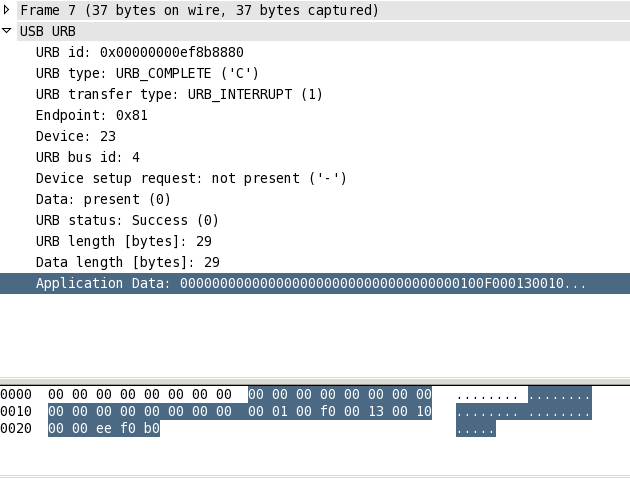 Frame 7 (37 bytes on wire, 37 bytes captured)
USB URB
URB id: 0x00000000ef8b8880
URB type: URB_COMPLETE ('C')
URB transfer type: URB_INTERRUPT (1)
Endpoint: 0x81
Device: 23
URB bus id: 4
Device setup request: not present ('-')
Data: present (0)
URB status: Success (0)
URB length [bytes]: 29
Data length [bytes]: 29
Application Data: 00000000000000000000000000000000000100F000130010...
0000 00 00 00 00 00 00 00 00 00 00 00 00 00 00 00 00 ........ ........
0010 00 00 00 00 00 00 00 00 00 01 00 f0 00 13 00 10 ........ ........
0020 00 00 ee f0 b0 .....